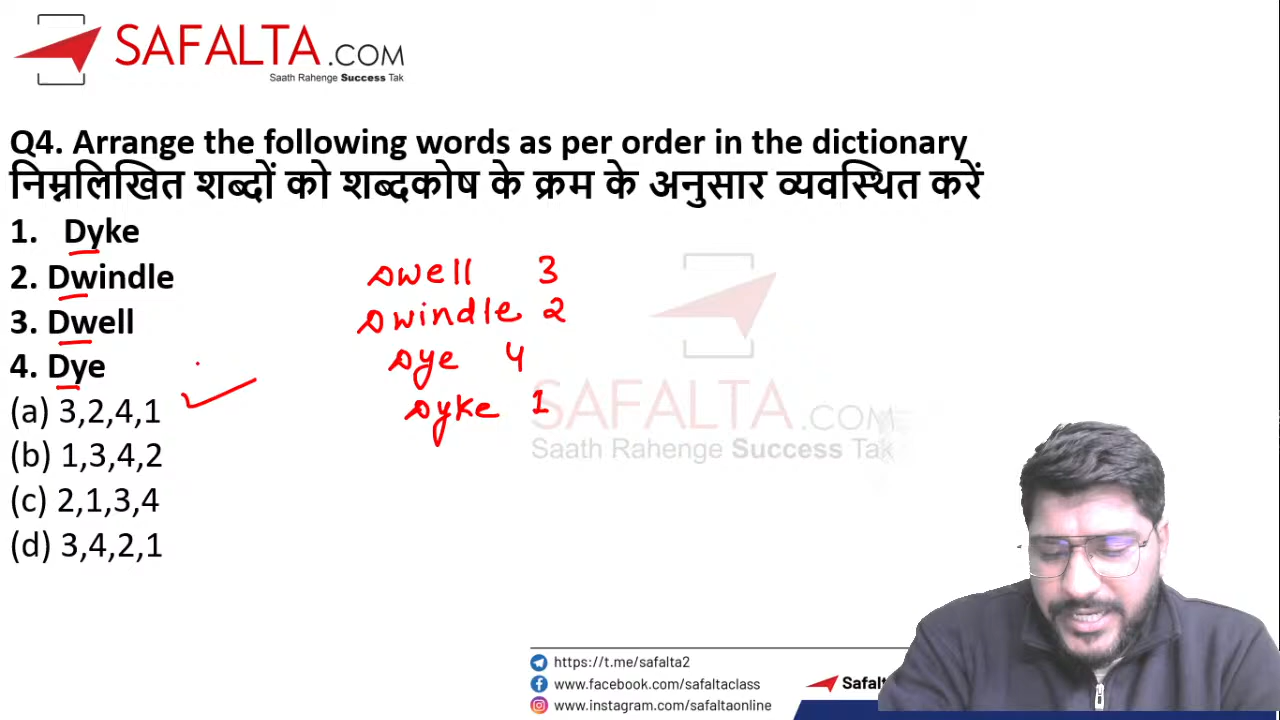 SAFALTA.COM
Saath Rahenge Success Tak
Q4. Arrange the following words as per order in the dictionary
निम्नलिखित शब्दों को शब्दकोष के क्रम के अनुसार व्यवस्थित करें
1. Dyke
2. Dwindle
3. Dwell
4. Dye
(a) 3,2,4,1
(b) 1,3,4,2
(c) 2,1,3,4
(d) 3,4,2,1
Dwell 3
Dwindle 2
Dye 4
Dyke 1
SAFALTA.COM
Saath Rahenge Success Tak
https://t.me/safalta2
www.facebook.com/safaltaclass
www.instagram.com/safaltaonline